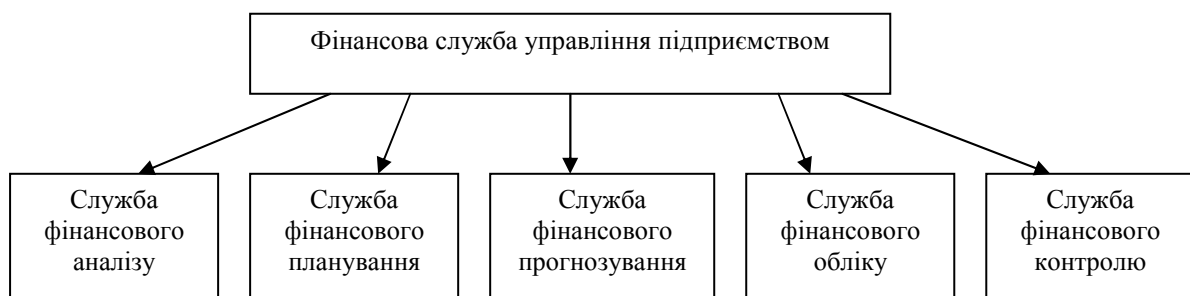 Фінансова служба управління підприємством
Служба
фінансового
аналізу
Служба
фінансового
планування
Служба
фінансового
прогнозування
Служба
фінансового
обліку
Служба
фінансового
контролю